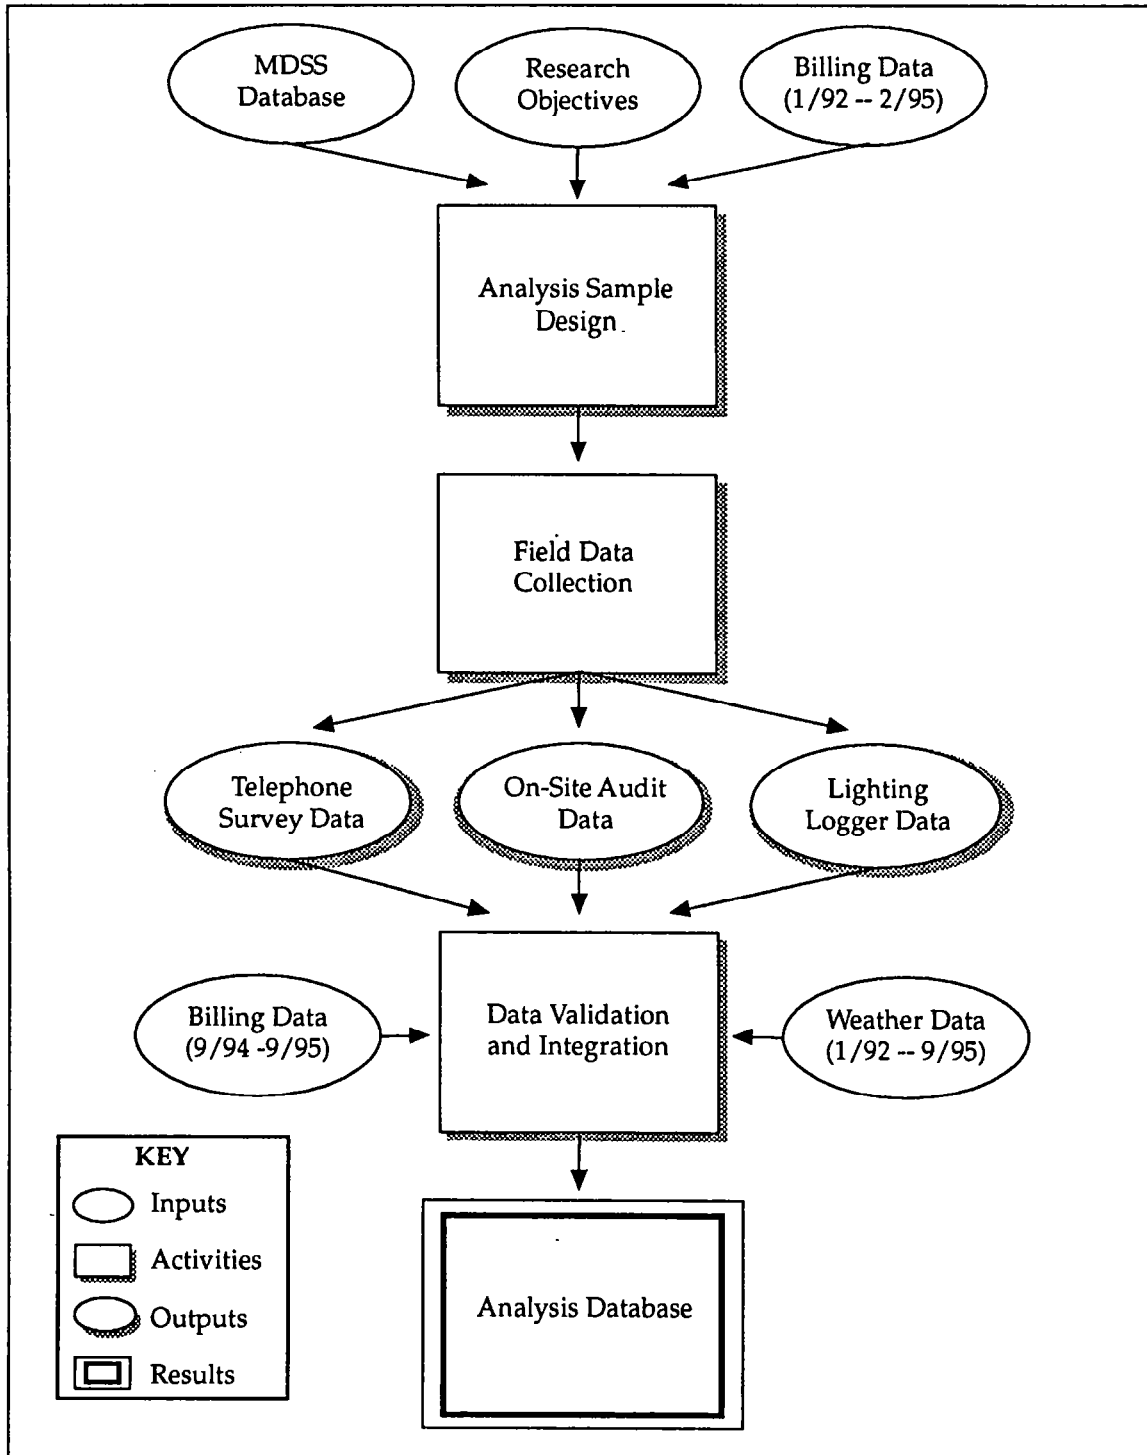 MDSS
Database
Research
Objectives
Billing Data
(1/92 -- 2/95)
Analysis Sample
Design
Field Data
Collection
Telephone
Survey Data
On-Site Audit
Data
Lighting
Logger Data
Billing Data
(9/94 -9/95)
Data Validation
and Integration
Weather Data
(1/92 -- 9/95)
KEY
Inputs
Activities
Outputs
Results
Analysis Database